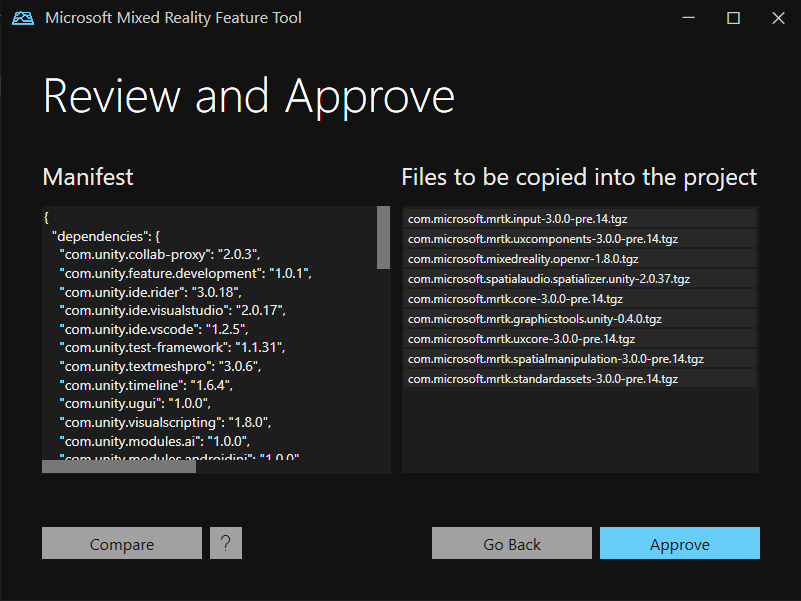 Microsoft Mixed Reality Feature Tool
Review and Approve
Manifest
{
"dependencies": {
"com.unity.collab-proxy": "2.0.3",
"com.unity.feature.development": "1.0.1",
"com.unity.ide.rider": "3.0.18",
"com.unity.ide.visualstudio": "2.0.17",
"com.unity.ide.vscode": "1.2.5",
"com.unity.test-framework": "1.1.31",
"com.unity.textmeshpro": "3.0.6",
"com.unity.timeline": "1.6.4",
"com.unity.ugui": "1.0.0",
"com.unity.visualscripting": "1.8.0",
"com.unity.modules.ai": "1.0.0",
"com.unity.modules.androidjni": "1.0.0"
Files to be copied into the project
com.microsoft.mrtk.input-3.0.0-pre.14.tgz
com.microsoft.mrtk.uxcomponents-3.0.0-pre.14.tgz
com.microsoft.mixedreality.openxr-1.8.0.tgz
com.microsoft.spatialaudio.spatializer.unity-2.0.37.tgz
com.microsoft.mrtk.core-3.0.0-pre.14.tgz
com.microsoft.mrtk.graphicstools.unity-0.4.0.tgz
com.microsoft.mrtk.uxcore-3.0.0-pre.14.tgz
com.microsoft.mrtk.spatialmanipulation-3.0.0-pre.14.tgz
com.microsoft.mrtk.standardassets-3.0.0-pre.14.tgz
Compare
?
Go Back
Approve